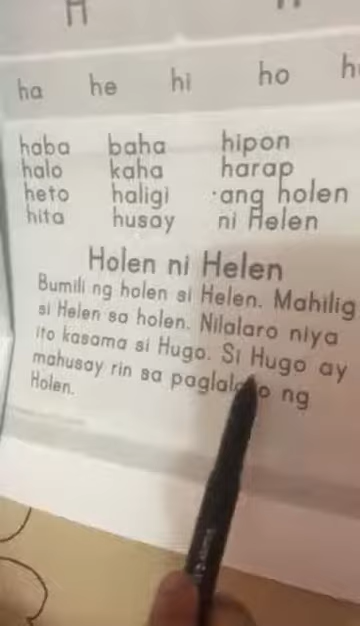 H
ha he hi ho h
haba baha hipon
halo kaha harap
heto haligi ang holen
hita husay ni Helen
Holen ni Helen
Bumili ng holen si Helen. Mahilig
si Helen sa holen. Nilalaro niya
ito kasama si Hugo. Si Hugo ay
mahusay rin sa ng
Holen.